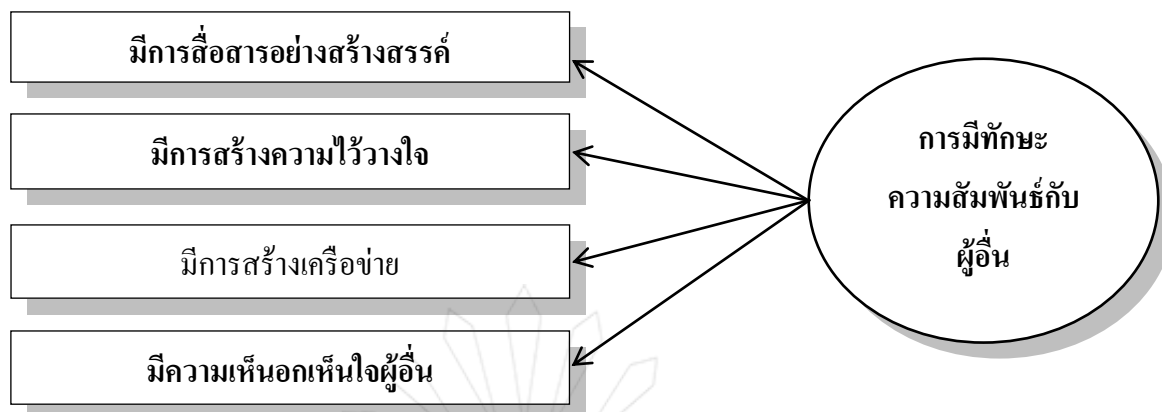 มีการสื่อสารอย่างสร้างสรรค์
มีการสร้างความไว้วางใจ
มีการสร้างเครือข่าย
มีความเห็นอกเห็นใจผู้อื่น
การมีทักษะ
ความสัมพันธ์กับ
ผู้อื่น